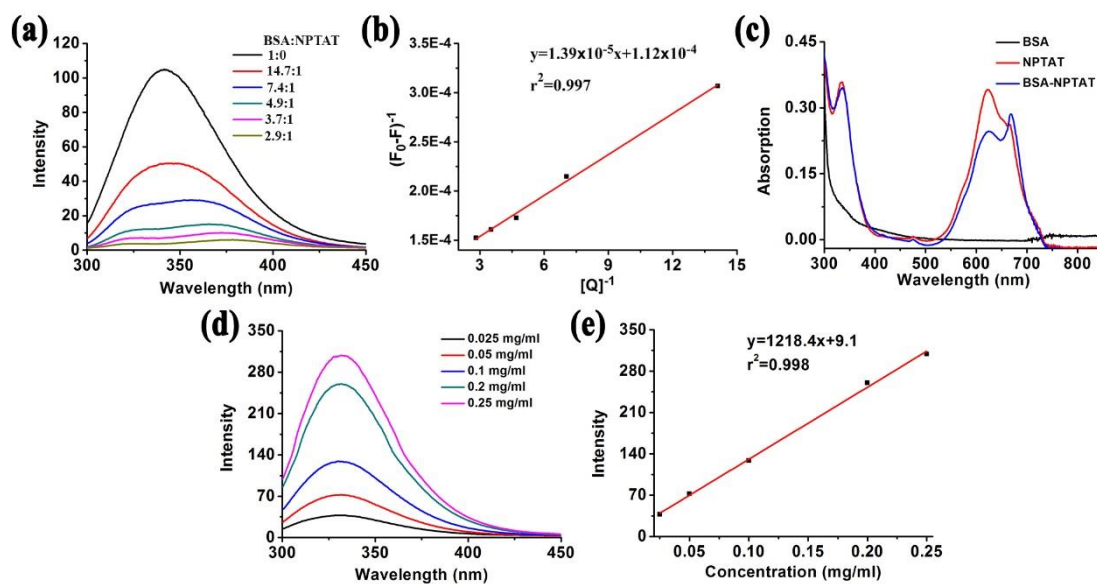 (a)
BSA:NPTAT
1:0
14.7:1
7.4:1
4.9:1
3.7:1
2.9:1
120
100
80
60
40
20
0
Intensity
300 350 400 450
Wavelength (nm)
(b)
y=1.39x10⁻⁵x+1.12x10⁻⁴
r²=0.997
3.5E-4
3.0E-4
2.5E-4
2.0E-4
1.5E-4
(F₀-F)⁻¹
3 6 9 12 15
[Q]⁻¹
(c)
BSA
NPTAT
BSA-NPTAT
0.45
0.30
0.15
0.00
Absorption
300 400 500 600 700 800
Wavelength (nm)
(d)
0.025 mg/ml
0.05 mg/ml
0.1 mg/ml
0.2 mg/ml
0.25 mg/ml
350
280
210
140
70
0
Intensity
300 350 400 450
Wavelength (nm)
(e)
y=1218.4x+9.1
r²=0.998
350
280
210
140
70
0
Intensity
0.05 0.10 0.15 0.20 0.25
Concentration (mg/ml)